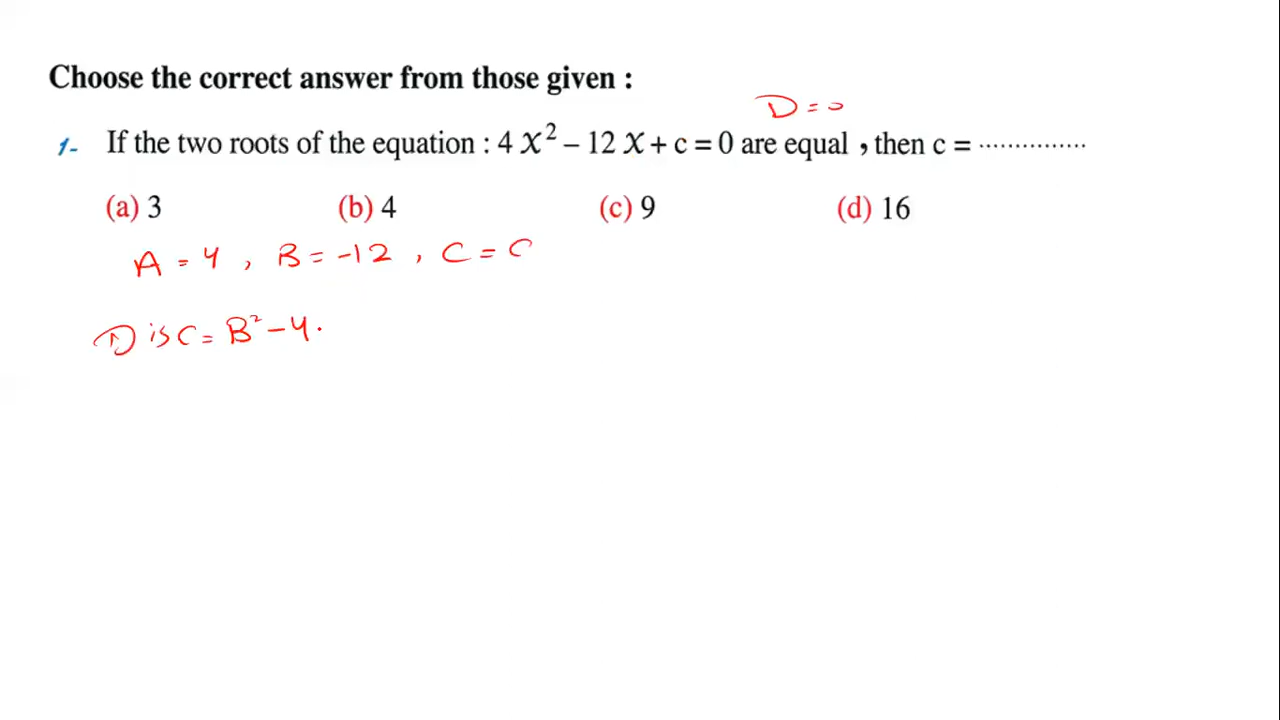 Choose the correct answer from those given :
D = 0
1- If the two roots of the equation : 4 X² – 12 X + c = 0 are equal , then c = ···············
(a) 3 (b) 4 (c) 9 (d) 16
A = 4 , B = -12 , C = C
Disc = B² - 4·